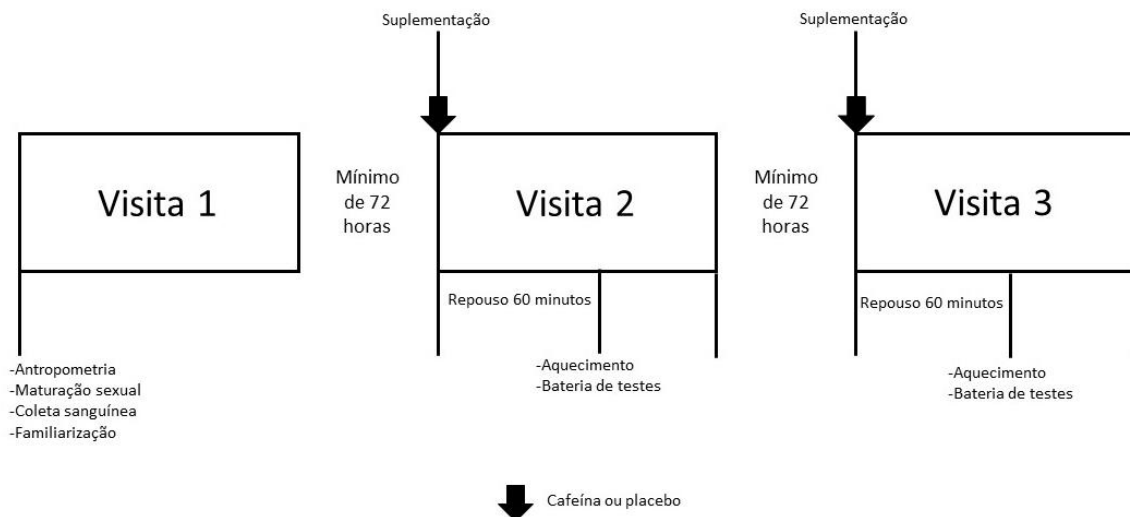 Suplementação
Suplementação
Visita 1
Mínimo
de 72
horas
Visita 2
Mínimo
de 72
horas
Visita 3
Repouso 60 minutos
Repouso 60 minutos
-Antropometria
-Maturação sexual
-Coleta sanguínea
-Familiarização
-Aquecimento
-Bateria de testes
-Aquecimento
-Bateria de testes
Cafeína ou placebo